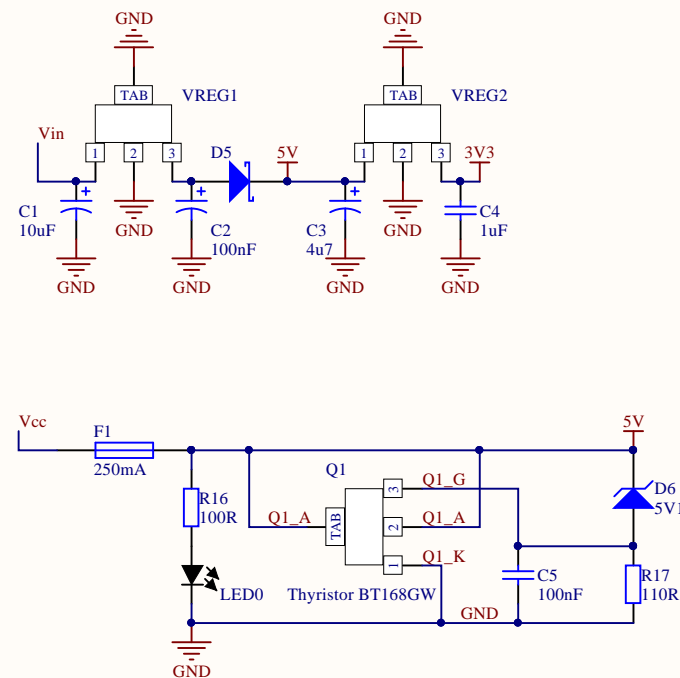 GND
GND
TAB
VREG1
TAB
VREG2
Vin
1
2
3
D5
5V
1
2
3
3V3
C1
10uF
GND
C2
100nF
C3
4u7
GND
C4
1uF
GND
GND
GND
GND
Vcc
F1
250mA
5V
Q1
Q1_G
3
D6
5V1
R16
100R
Q1_A
TAB
2
Q1_A
Q1_K
1
LED0
Thyristor BT168GW
C5
100nF
R17
110R
GND
GND